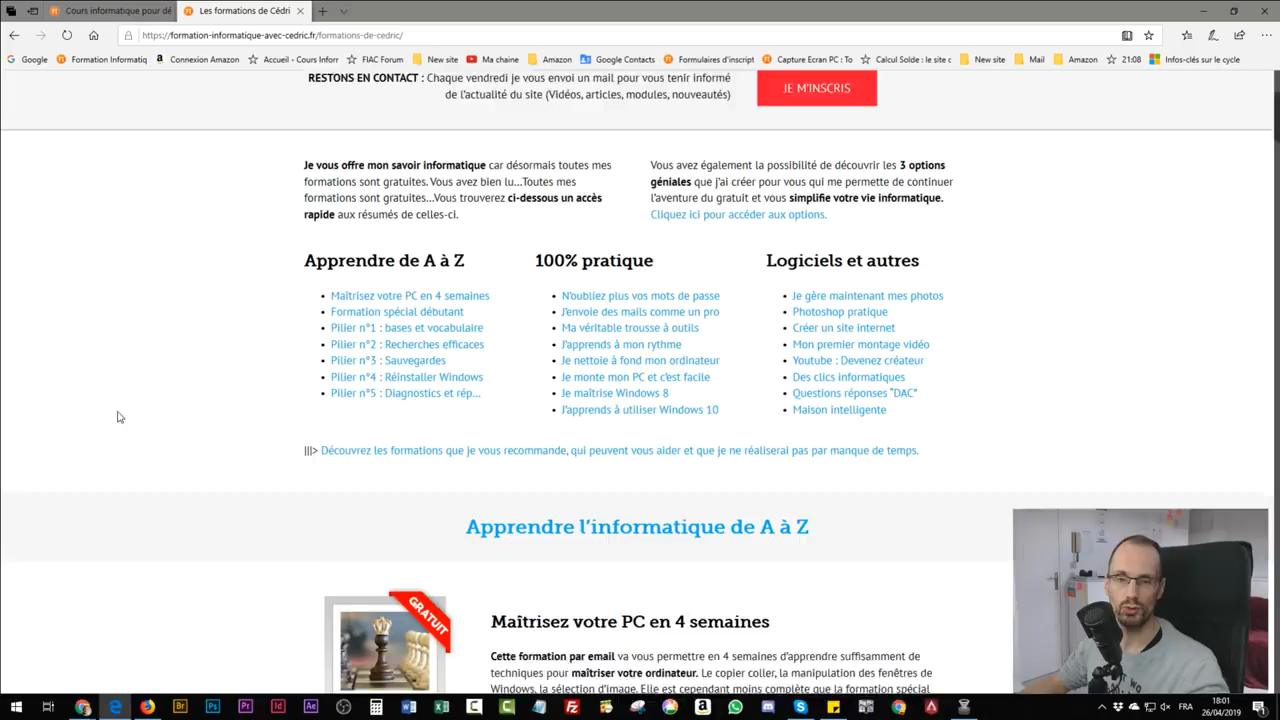 Cours informatique pour dé
Les formations de Cédri
https://formation-informatique-avec-cedric.fr/formations-de-cedric/
Google
Formation Informatiq
Connexion Amazon
Accueil - Cours Inforr
FIAC Forum
New site
Ma chaine
Amazon
Google Contacts
Formulaires d'inscript
Capture Ecran PC : To
Calcul Solde : le site c
New site
Mail
Amazon
21:08
Infos-clés sur le cycle
RESTONS EN CONTACT : Chaque vendredi je vous envoi un mail pour vous tenir informé
de l'actualité du site (Vidéos, articles, modules, nouveautés)
JE M'INSCRIS
Je vous offre mon savoir informatique car désormais toutes mes
formations sont gratuites. Vous avez bien lu...Toutes mes
formations sont gratuites...Vous trouverez ci-dessous un accès
rapide aux résumés de celles-ci.
Vous avez également la possibilité de découvrir les 3 options
géniales que j'ai créer pour vous qui me permete de continuer
l'aventure du gratuit et vous simplifie votre vie informatique.
Cliquez ici pour accéder aux options.
Apprendre de A à Z
Maîtrisez votre PC en 4 semaines
Formation spécial débutant
Pilier n°1 : bases et vocabulaire
Pilier n°2 : Recherches efficaces
Pilier n°3 : Sauvegardes
Pilier n°4 : Réinstaller Windows
Pilier n°5 : Diagnostics et rép...
100% pratique
N'oubliez plus vos mots de passe
J'envoie des mails comme un pro
Ma véritable trousse à outils
J'apprends à mon rythme
Je nettoie à fond mon ordinateur
Je monte mon PC et c'est facile
Je maîtrise Windows 8
J'apprends à utiliser Windows 10
Logiciels et autres
Je gère maintenant mes photos
Photoshop pratique
Créer un site internet
Mon premier montage vidéo
Youtube : Devenez créateur
Des clics informatiques
Questions réponses "DAC"
Maison intelligente
|||> Découvrez les formations que je vous recommande, qui peuvent vous aider et que je ne réaliserai pas par manque de temps.
Apprendre l'informatique de A à Z
GRATUIT
Maîtrisez votre PC en 4 semaines
Cette formation par email va vous permettre en 4 semaines d'apprendre suffisamment de
techniques pour maîtriser votre ordinateur. Le copier coller, la manipulation des fenêtres de
Windows, la sélection d'image. Elle est cependant moins complète que la formation spécial
FRA
18:01
26/04/2019